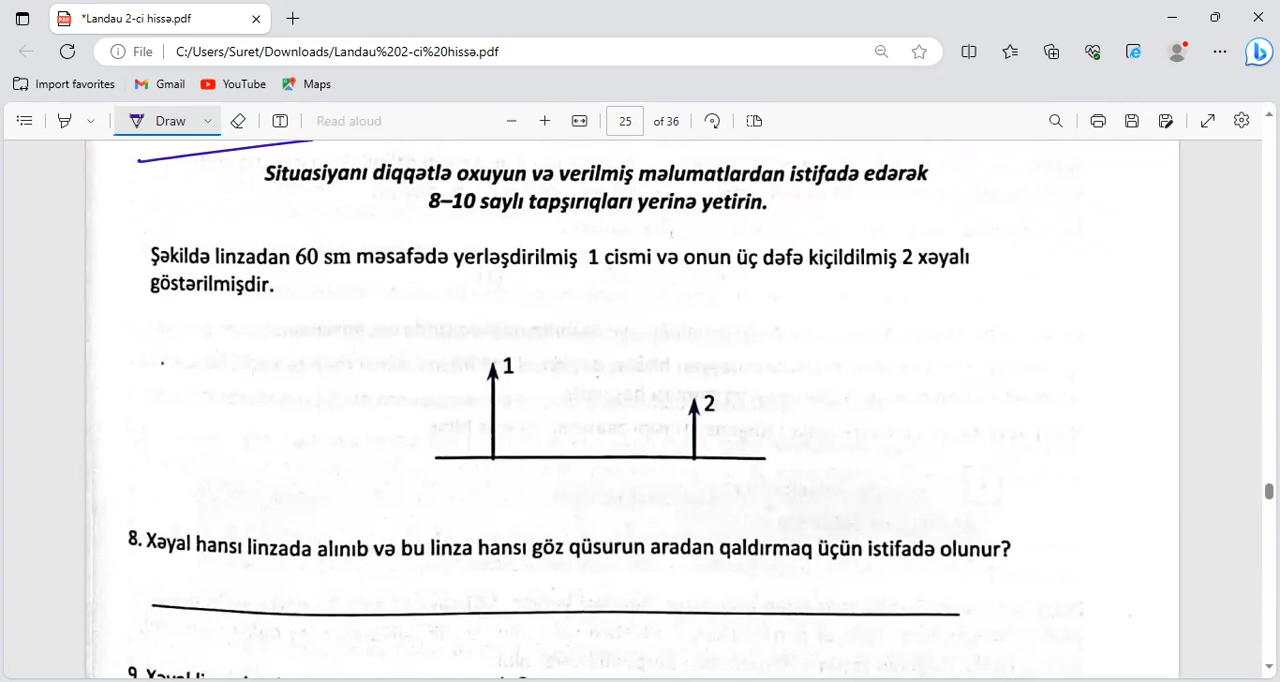 *Landau 2-ci hissə.pdf
File C:/Users/Suret/Downloads/Landau%202-ci%20hissə.pdf
Import favorites Gmail YouTube Maps
Draw Read aloud 25 of 36
Situasiyanı diqqətlə oxuyun və verilmiş məlumatlardan istifadə edərək
8–10 saylı tapşırıqları yerinə yetirin.
Şəkildə linzadan 60 sm məsafədə yerləşdirilmiş 1 cismi və onun üç dəfə kiçildilmiş 2 xəyalı
göstərilmişdir.
1
2
8. Xəyal hansı linzada alınıb və bu linza hansı göz qüsurun aradan qaldırmaq üçün istifadə olunur?